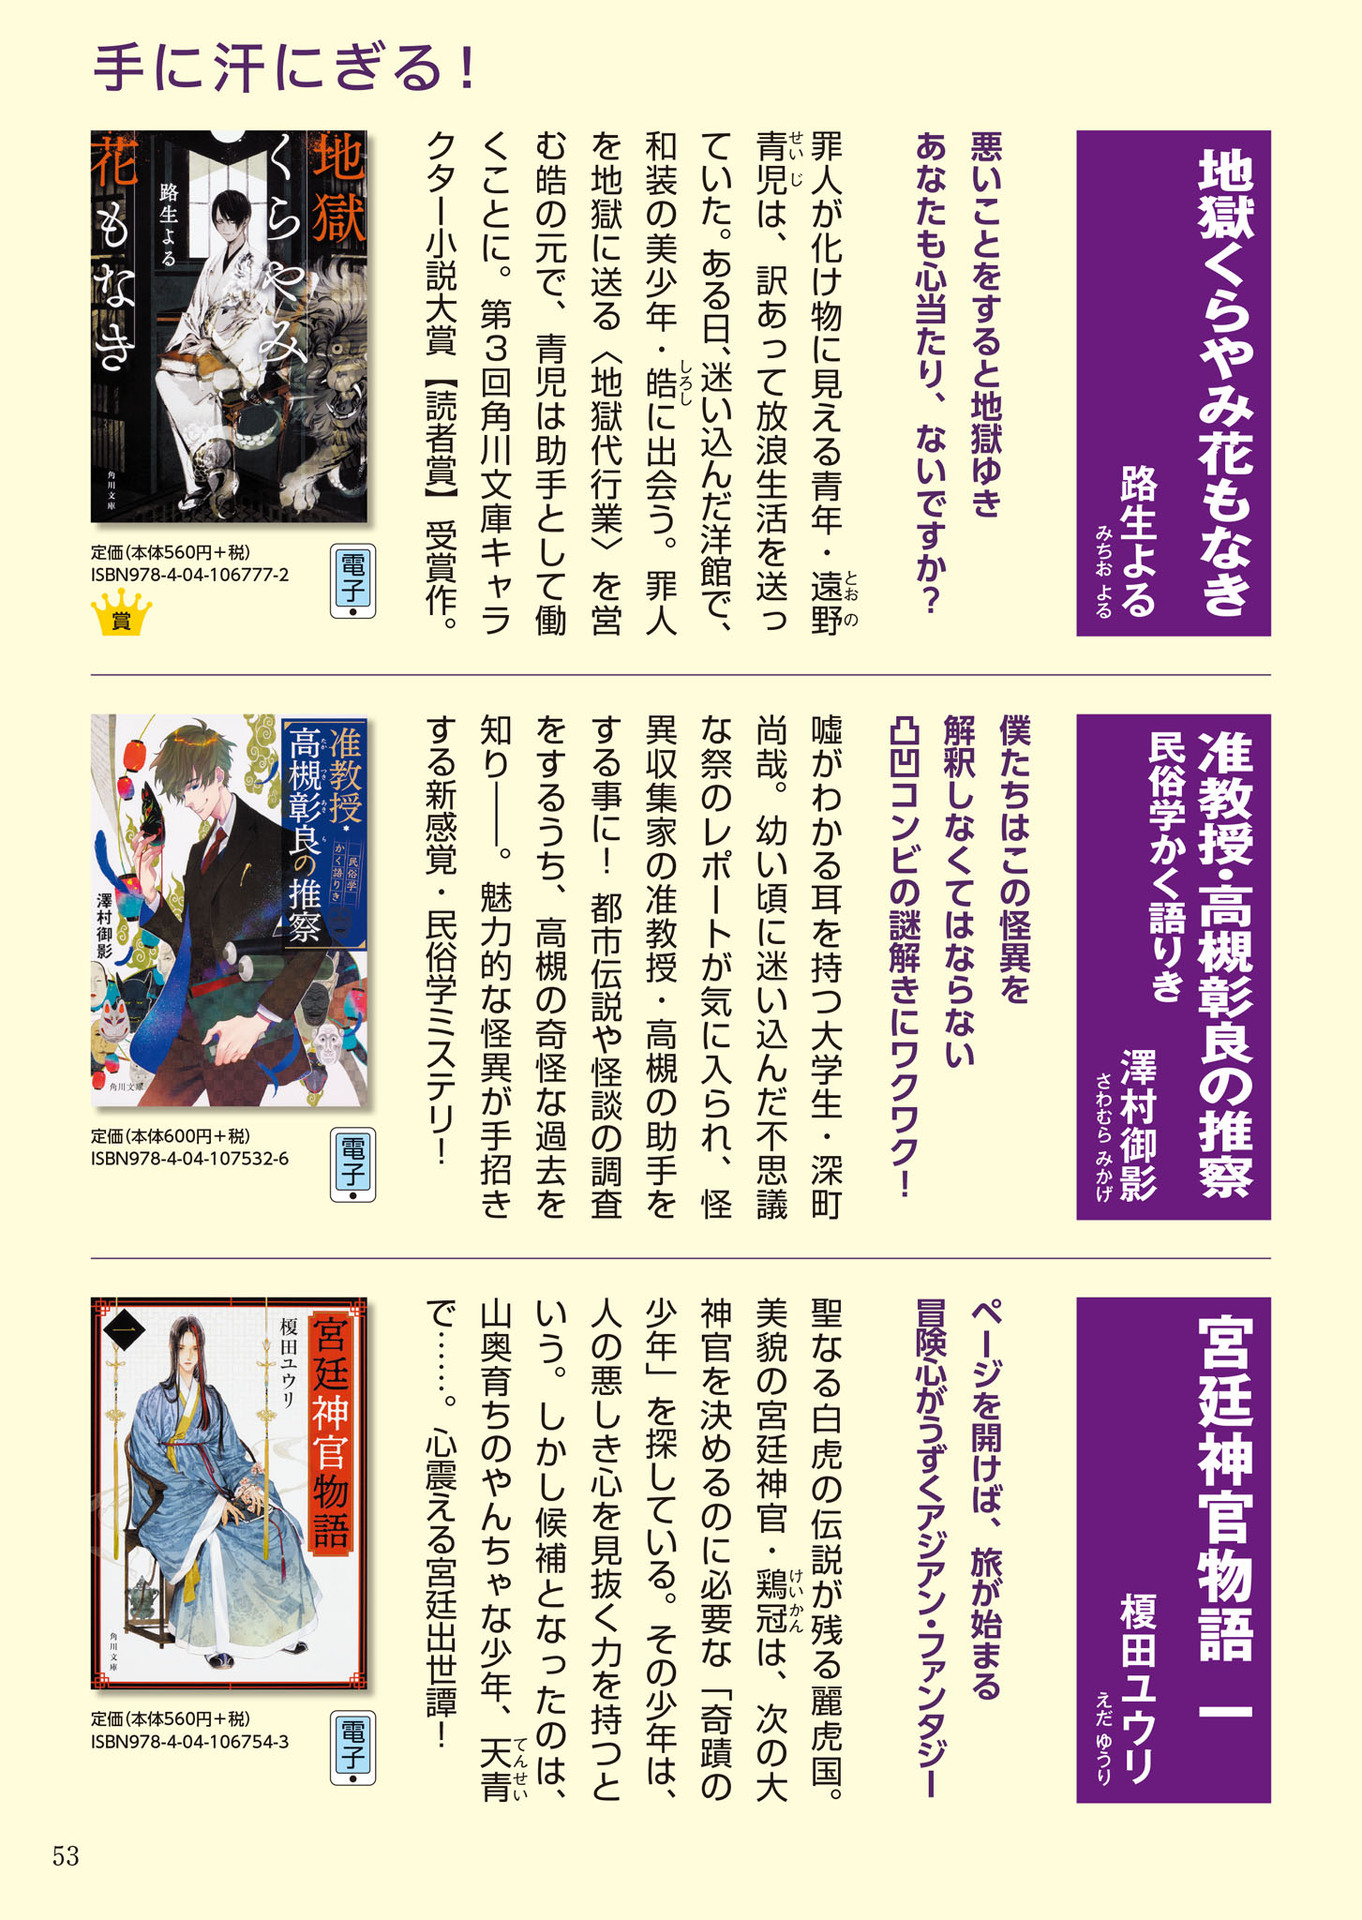 手に汗にぎる！
地獄くらやみ花もなき
路生よる
みちお よる
悪いことをすると地獄ゆき
あなたも心当たり、ないですか？
罪人が化け物に見える青年・遠野
とおの
青児は、訳あって放浪生活を送っ
せいじ
ていた。ある日、迷い込んだ洋館で、
和装の美少年・皓に出会う。罪人
しろし
を地獄に送る〈地獄代行業〉を営
む皓の元で、青児は助手として働
くことに。第３回角川文庫キャラ
クター小説大賞【読者賞】受賞作。
地獄
くらやみ
花もなき
路生よる
角川文庫
定価（本体560円＋税）
ISBN978-4-04-106777-2
賞
電子
准教授・高槻彰良の推察
民俗学かく語りき
澤村御影
さわむら みかげ
僕たちはこの怪異を
解釈しなくてはならない
凸凹コンビの謎解きにワクワク！
嘘がわかる耳を持つ大学生・深町
尚哉。幼い頃に迷い込んだ不思議
な祭のレポートが気に入られ、怪
異収集家の准教授・高槻の助手を
する事に！都市伝説や怪談の調査
をするうち、高槻の奇怪な過去を
知り――。魅力的な怪異が手招き
する新感覚・民俗学ミステリ！
准教授・
高槻彰良の推察
たかつきあきら
民俗学
かく語りき
澤村御影
角川文庫
定価（本体600円＋税）
ISBN978-4-04-107532-6
電子
宮廷神官物語 一
榎田ユウリ
えだ ゆうり
ページを開けば、旅が始まる
冒険心がうずくアジアン・ファンタジー
聖なる白虎の伝説が残る麗虎国。
美貌の宮廷神官・鶏冠は、次の大
けいかん
神官を決めるのに必要な「奇蹟の
少年」を探している。その少年は、
人の悪しき心を見抜く力を持つと
いう。しかし候補となったのは、
山奥育ちのやんちゃな少年、天青
てんせい
で……。心震える宮廷出世譚！
宮廷神官物語
榎田ユウリ
一
角川文庫
定価（本体560円＋税）
ISBN978-4-04-106754-3
電子
53